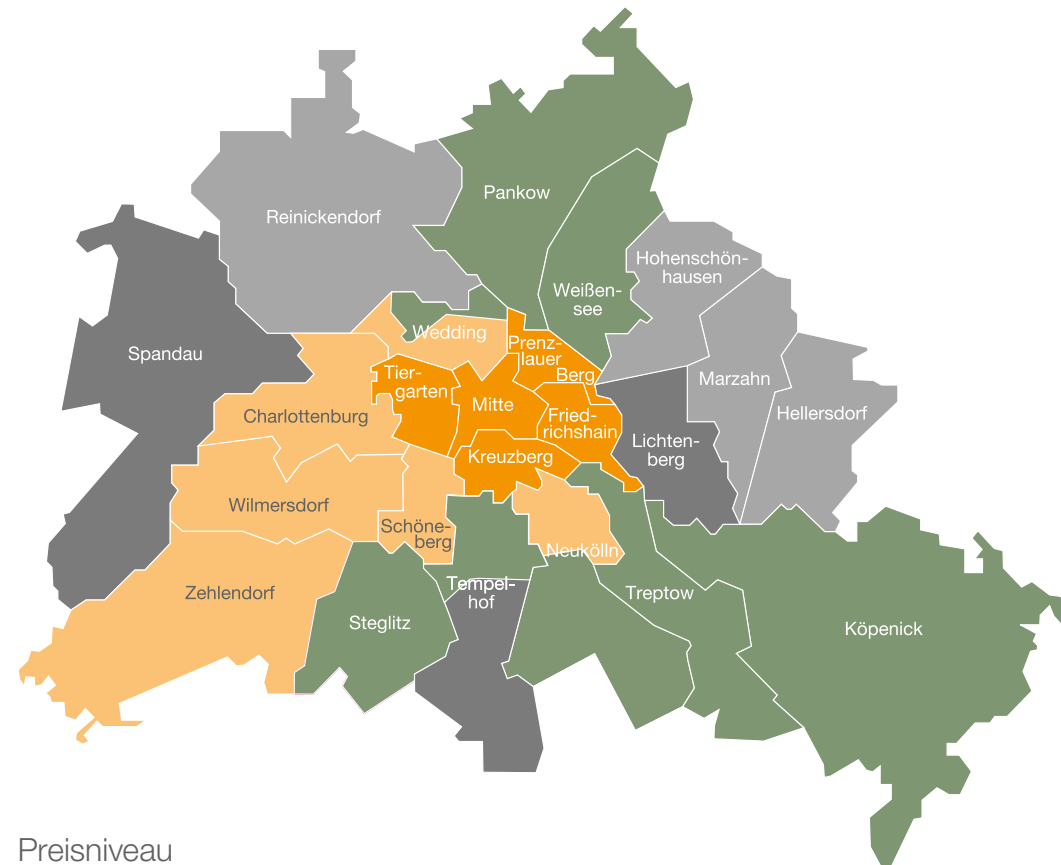 Pankow
Reinickendorf
Hohenschön-
hausen
Weißen-
see
Wedding
Prenz-
lauer
Berg
Spandau
Tier-
garten
Mitte
Marzahn
Charlottenburg
Fried-
richshain
Hellersdorf
Lichten-
berg
Kreuzberg
Wilmersdorf
Schöne-
berg
Neukölln
Zehlendorf
Tempel-
hof
Treptow
Steglitz
Köpenick
Preisniveau